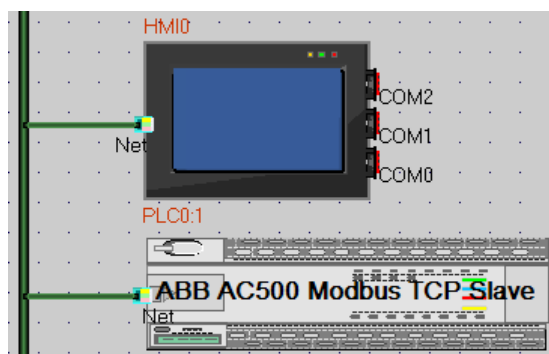 HMI0
COM2
COM1
Net
COM0
PLC0:1
ABB AC500 Modbus TCP Slave
Net